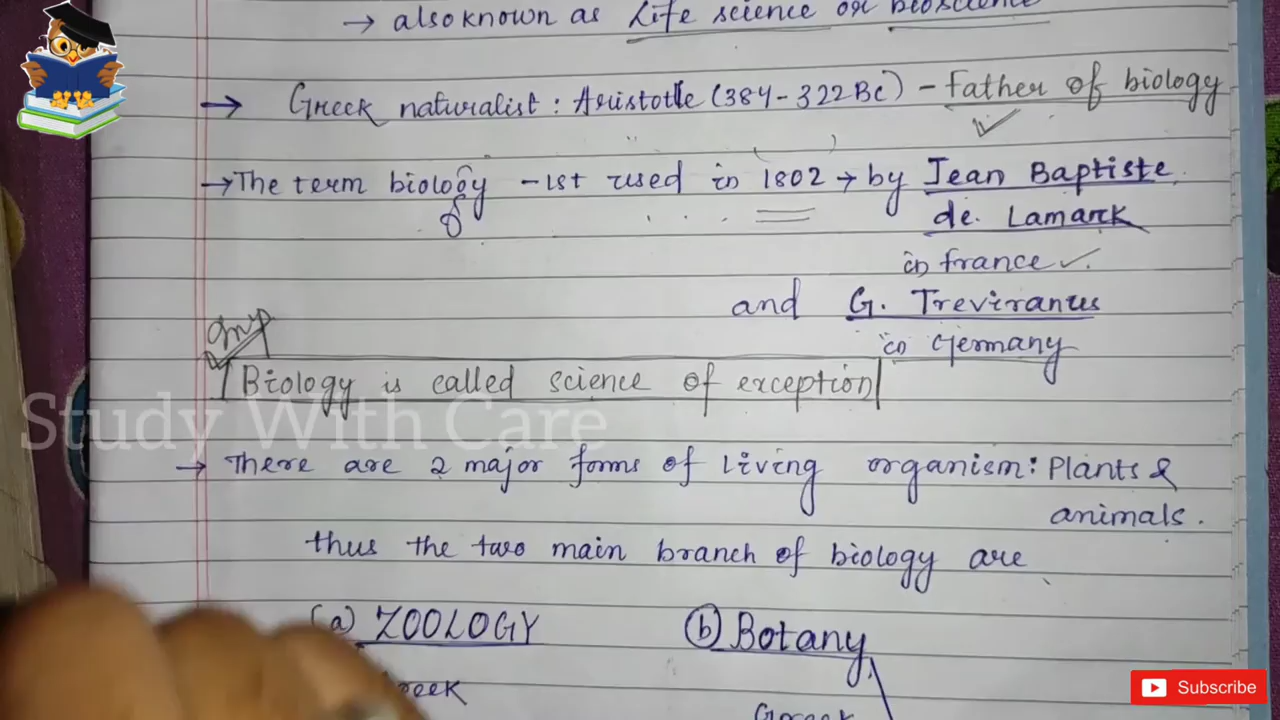 → also known as Life science or bioscience
→ Greek naturalist : Aristotle (384-322BC) - Father of biology
→ The term biology - 1st used in 1802 → by Jean Baptiste
de. Lamarck
in france ✓
and G. Treviranus
in Germany
Imp
Biology is called science of exception
Study With Care
→ There are 2 major forms of living organism: Plants &
animals.
thus the two main branch of biology are
(a) ZOOLOGY (b) Botany
Greek Greek
Subscribe